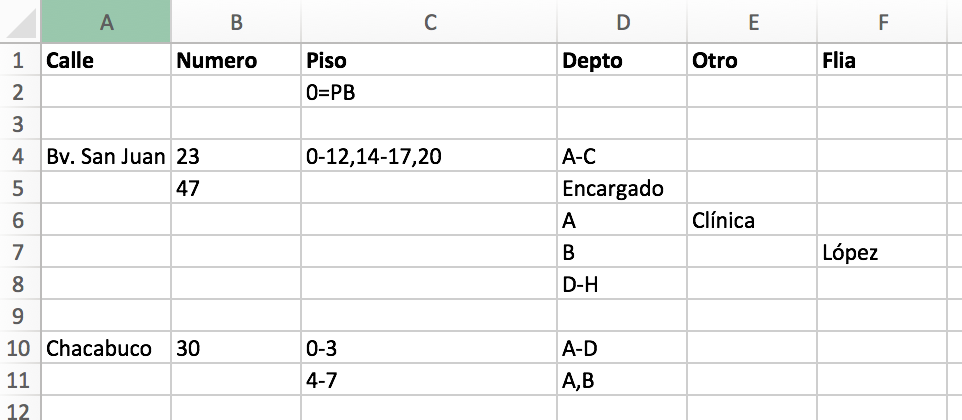 A B C D E F
1 Calle Numero Piso Depto Otro Flia
2 0=PB
3
4 Bv. San Juan 23 0-12,14-17,20 A-C
5 47 Encargado
6 A Clínica
7 B López
8 D-H
9
10 Chacabuco 30 0-3 A-D
11 4-7 A,B
12